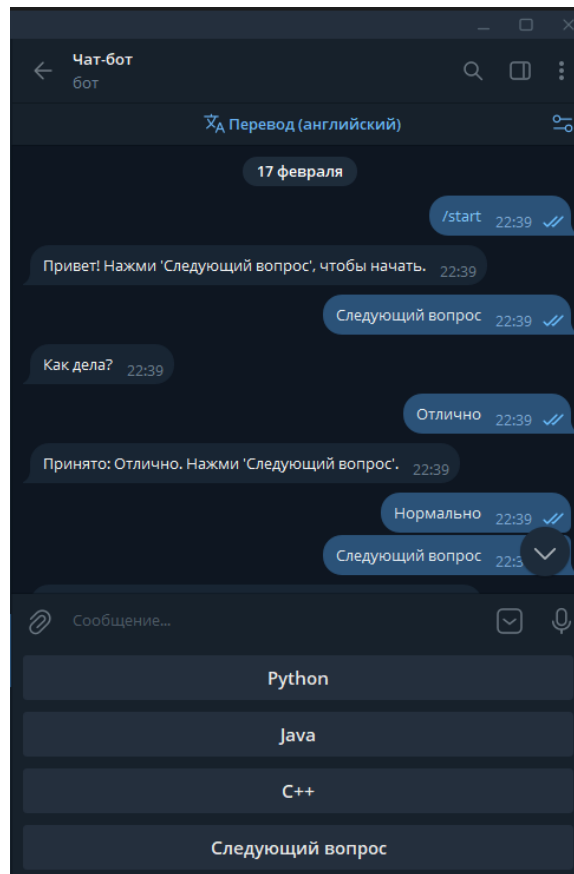 Чат-бот
бот
Перевод (английский)
17 февраля
/start 22:39
Привет! Нажми 'Следующий вопрос', чтобы начать. 22:39
Следующий вопрос 22:39
Как дела? 22:39
Отлично 22:39
Принято: Отлично. Нажми 'Следующий вопрос'. 22:39
Нормально 22:39
Следующий вопрос 22:3
Сообщение...
Python
Java
C++
Следующий вопрос